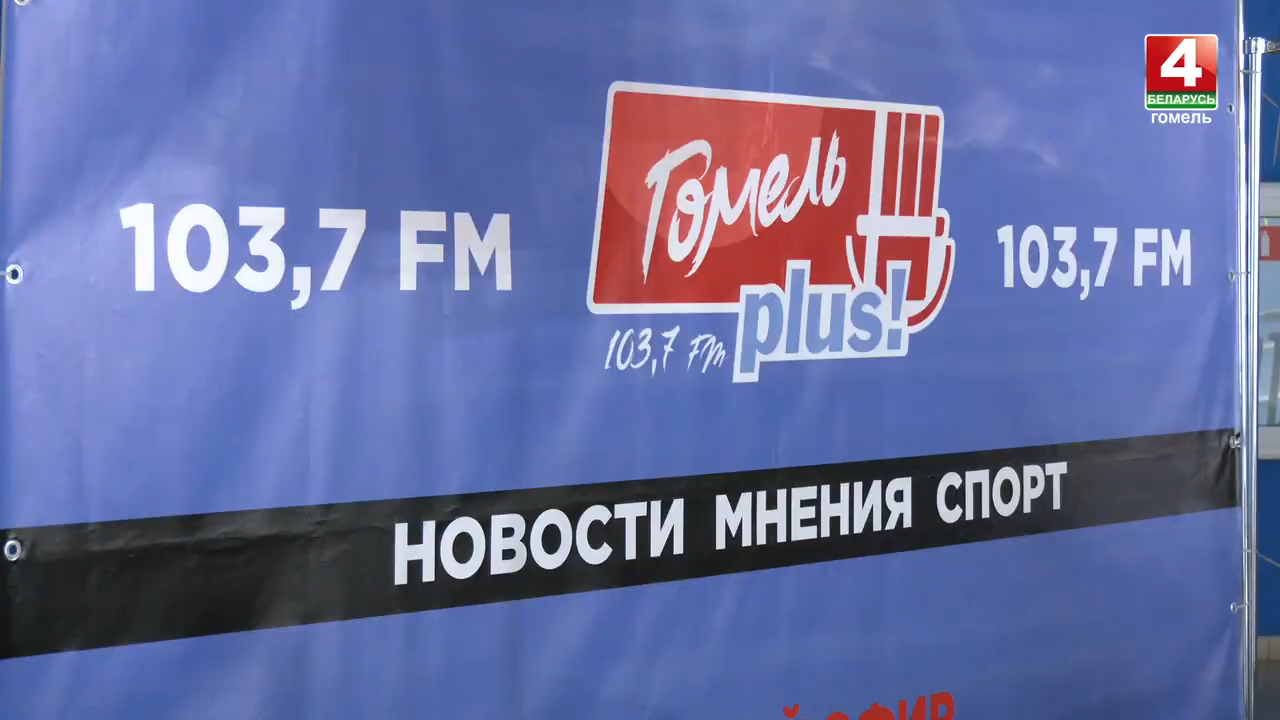 4
БЕЛАРУСЬ
гомель
Гомель
plus!
103,7 FM
103,7 FM
103,7 FM
НОВОСТИ МНЕНИЯ СПОРТ